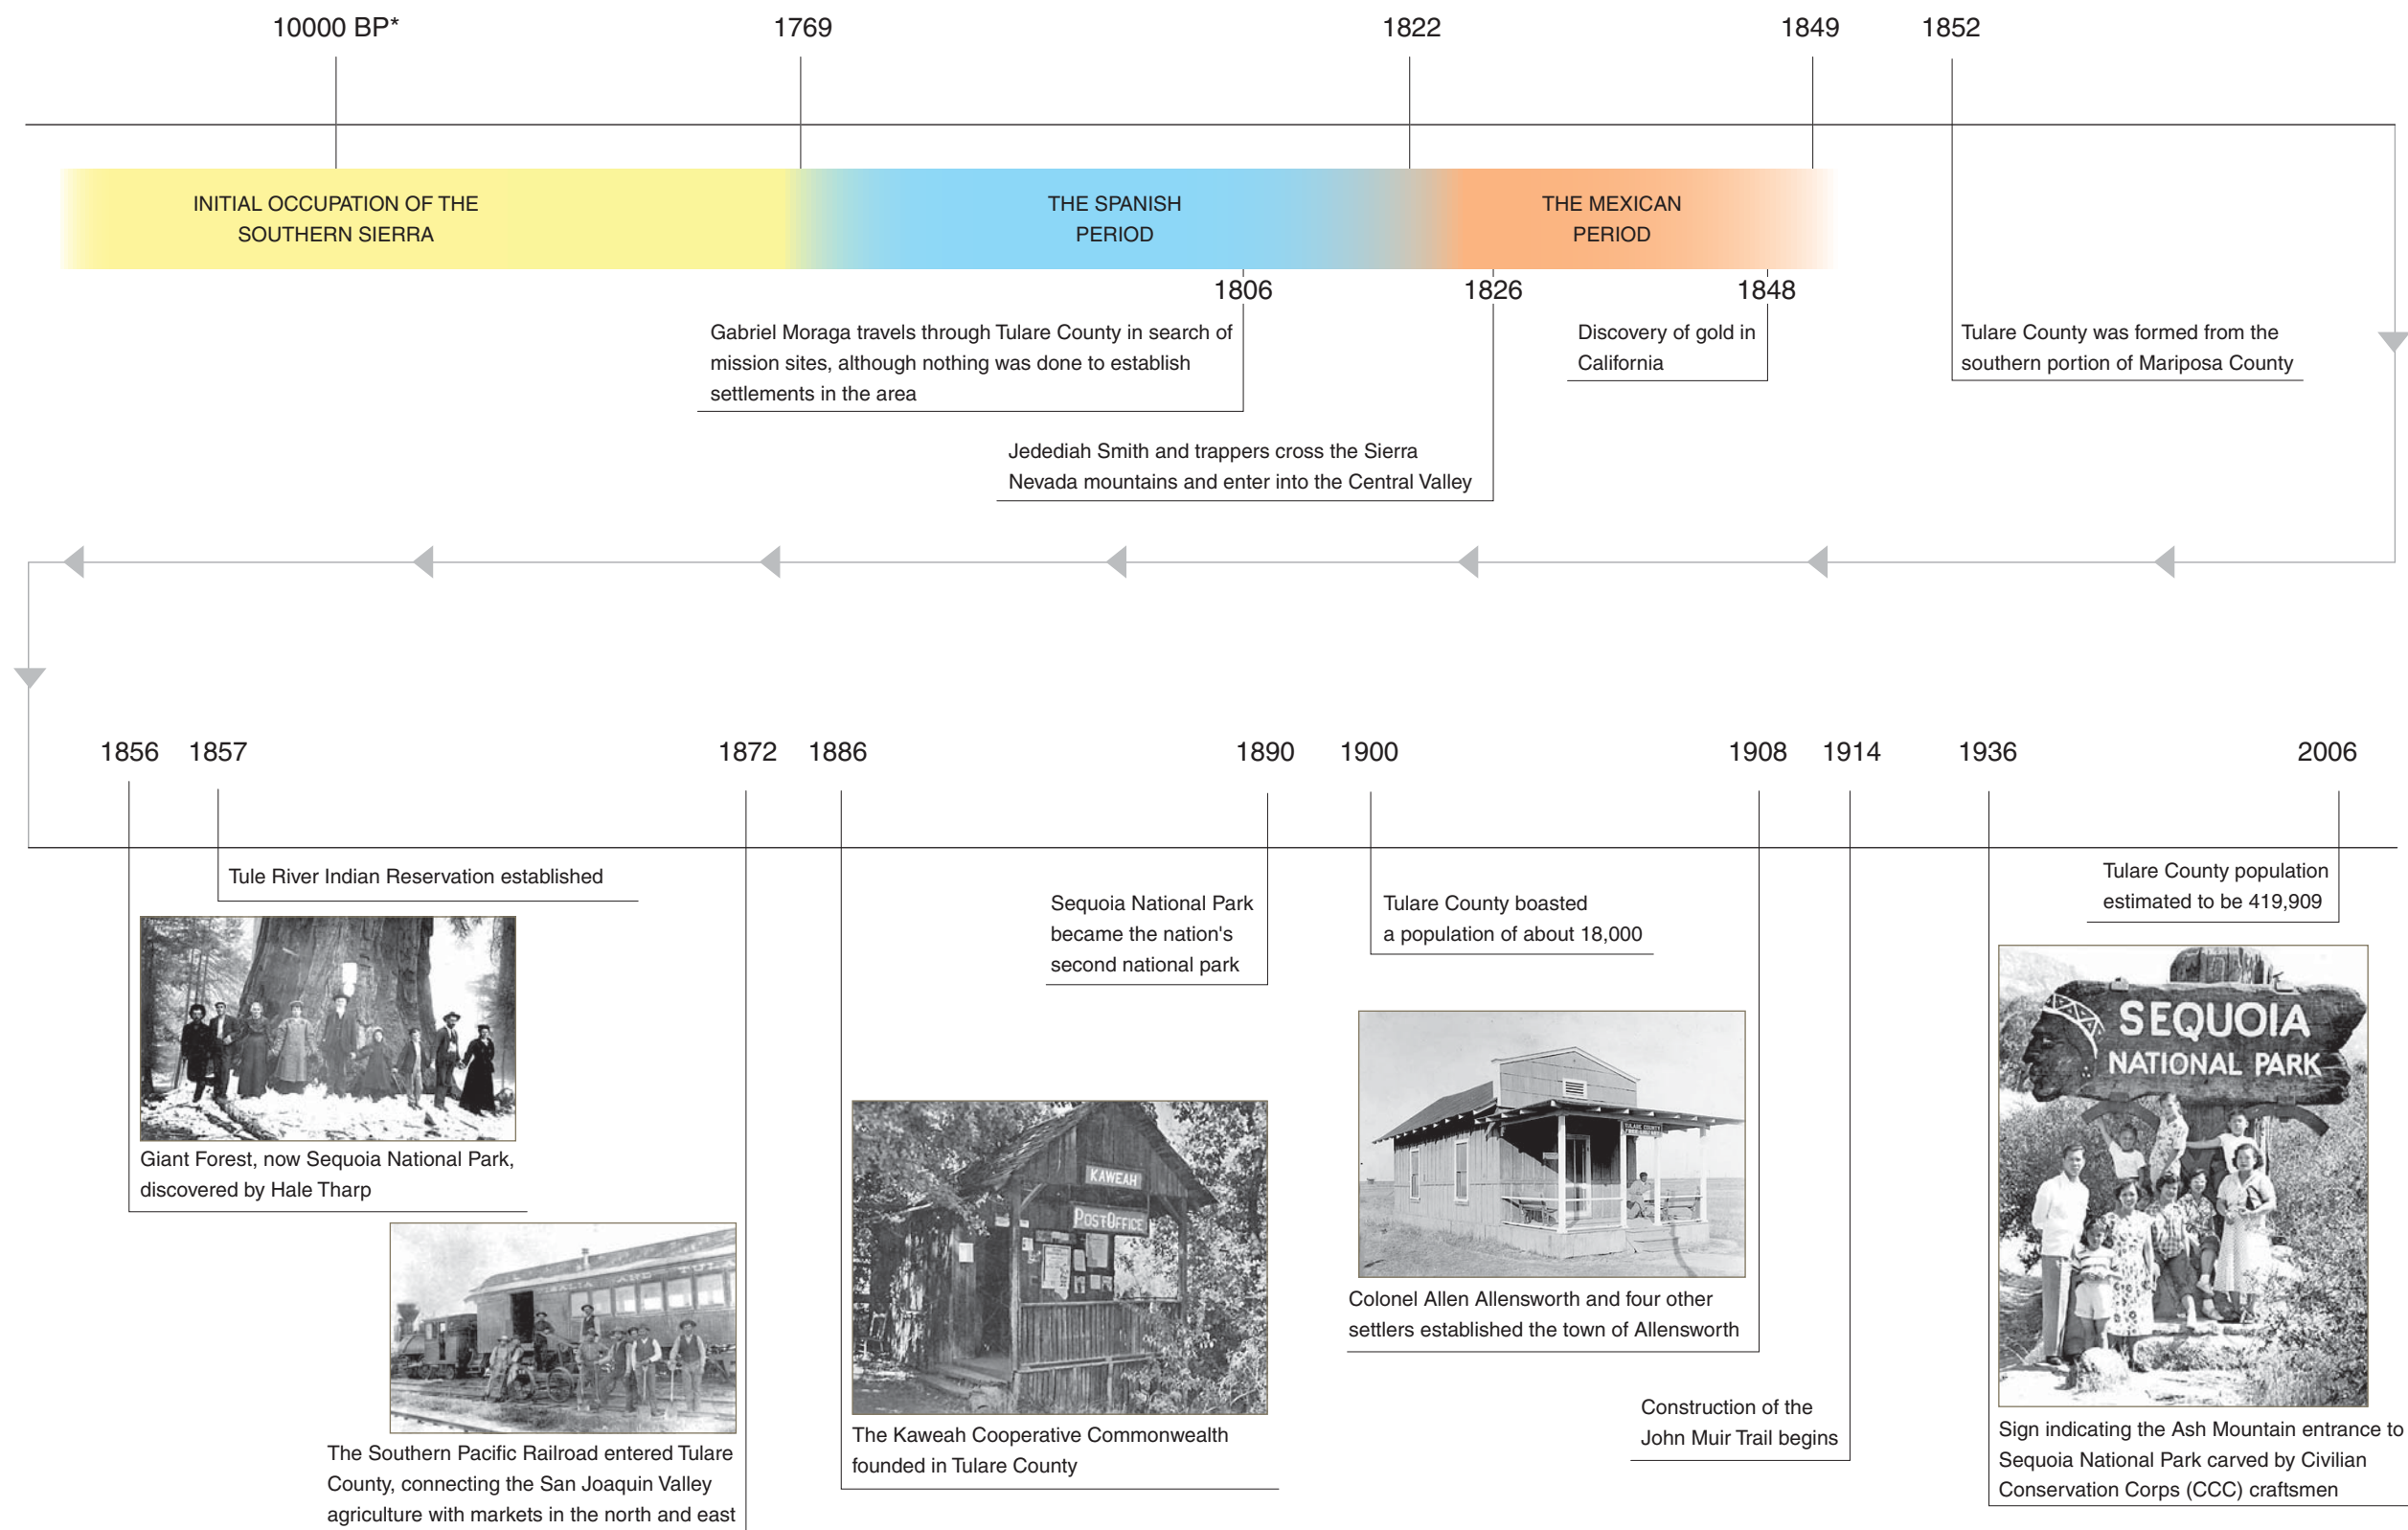 10000 BP*
1769
1822
1849
1852
INITIAL OCCUPATION OF THE
SOUTHERN SIERRA
THE SPANISH
PERIOD
THE MEXICAN
PERIOD
1806
Gabriel Moraga travels through Tulare County in search of
mission sites, although nothing was done to establish
settlements in the area
1826
Jedediah Smith and trappers cross the Sierra
Nevada mountains and enter into the Central Valley
1848
Discovery of gold in
California
Tulare County was formed from the
southern portion of Mariposa County
1856
1857
1872
1886
1890
1900
1908
1914
1936
2006
Tule River Indian Reservation established
Giant Forest, now Sequoia National Park,
discovered by Hale Tharp
The Southern Pacific Railroad entered Tulare
County, connecting the San Joaquin Valley
agriculture with markets in the north and east
KAWEAH
POST OFFICE
The Kaweah Cooperative Commonwealth
founded in Tulare County
Sequoia National Park
became the nation's
second national park
Tulare County boasted
a population of about 18,000
TULARE COUNTY
Colonel Allen Allensworth and four other
settlers established the town of Allensworth
Construction of the
John Muir Trail begins
Tulare County population
estimated to be 419,909
SEQUOIA
NATIONAL PARK
Sign indicating the Ash Mountain entrance to
Sequoia National Park carved by Civilian
Conservation Corps (CCC) craftsmen